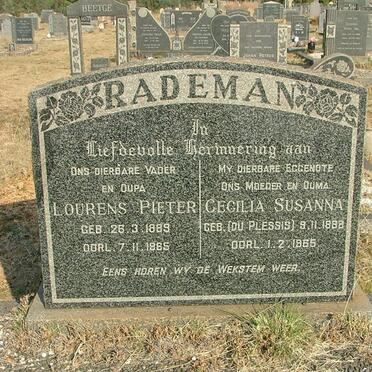 BEETGE
RADEMAN
In
Liefdevolle Herinnering aan
ONS DIERBARE VADER
EN OUPA
LOURENS PIETER
GEB. 26.3.1889
OORL. 7.11.1965
MY DIERBARE EGGENOTE
ONS MOEDER EN OUMA
CECILIA SUSANNA
GEB. (DU PLESSIS) 9.11.1892
OORL. 1.2.1965
EENS HOREN WY DE WEKSTEM WEER.